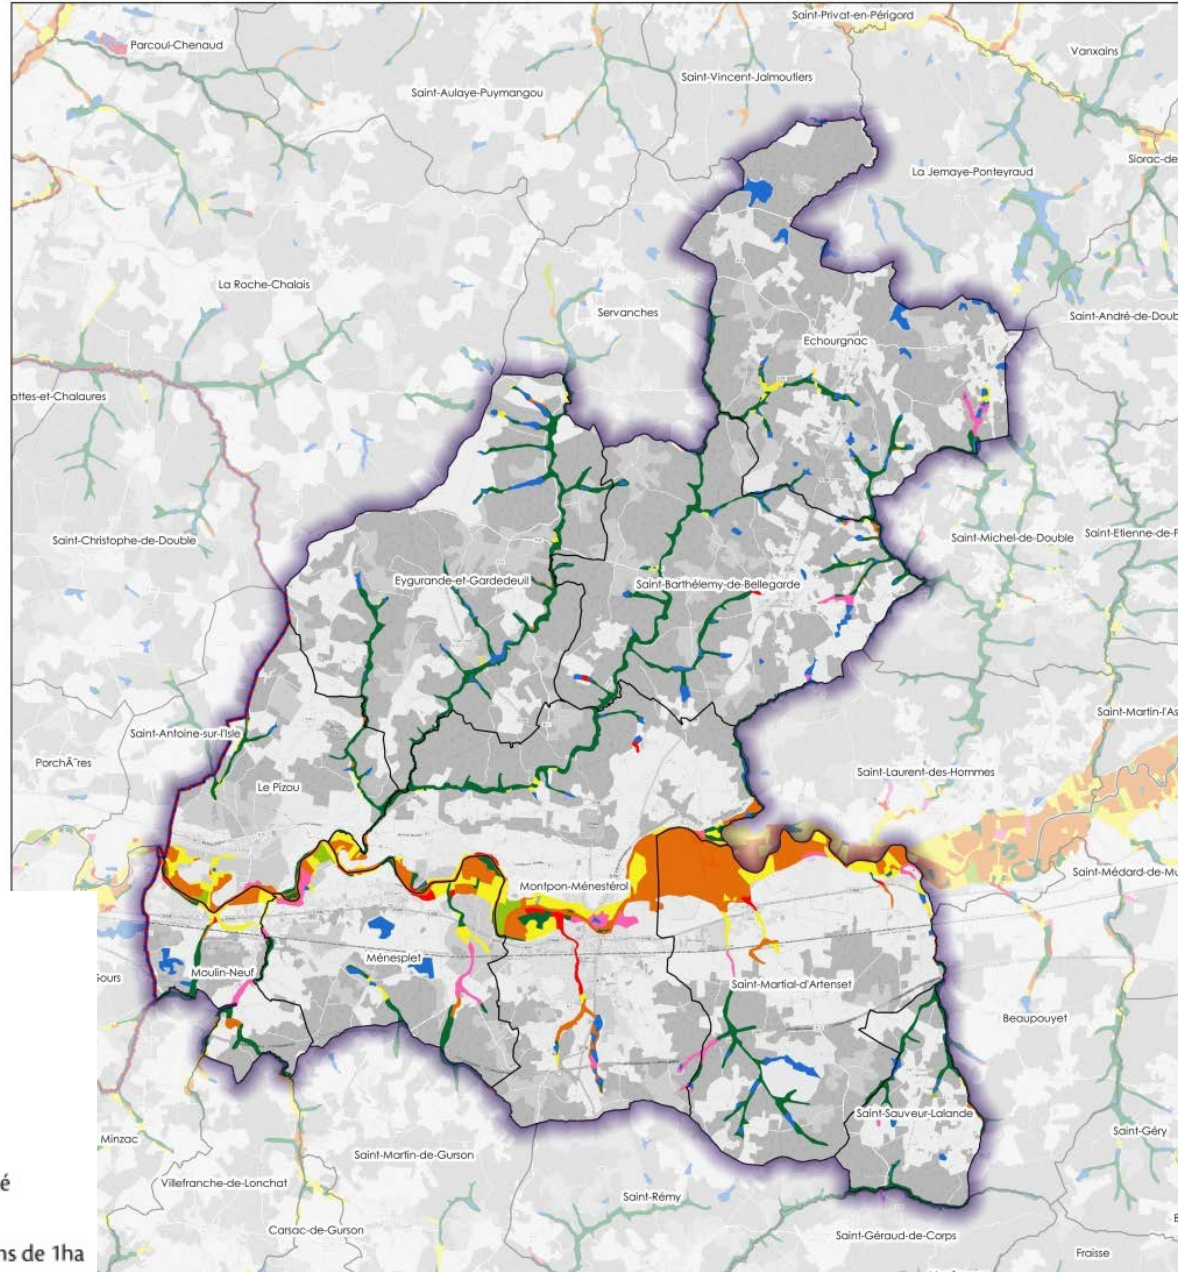 Saint-Privat-en-Périgord
Parcoul-Chenaud
Vanxains
Saint-Vincent-Jalmoutiers
Saint-Aulaye-Puymangou
Siorac-de
La Jemaye-Ponteyraud
La Roche-Chalais
Servanches
Saint-André-de-Doub
Echourgnac
ottes-et-Chalaures
Saint-Christophe-de-Double
Saint-Michel-de-Double
Saint-Etienne-de-P
Eygurande-et-Gardedeuil
Saint-Barthélemy-de-Bellegarde
Saint-Martin-l'As
Saint-Antoine-sur-l'Isle
PorchÃ¨res
Saint-Laurent-des-Hommes
Le Pizou
Saint-Médard-de-Mu
Montpon-Ménestérol
Ménesplet
Gours
Moulin-Neuf
Saint-Martial-d'Artenset
Beaupouyet
Saint-Sauveur-Lalande
Minzac
Saint-Géry
Saint-Martin-de-Gurson
Villefranche-de-Lonchat
é
Saint-Rémy
Carsac-de-Gurson
Saint-Géraud-de-Corps
ns de 1ha
Fraisse